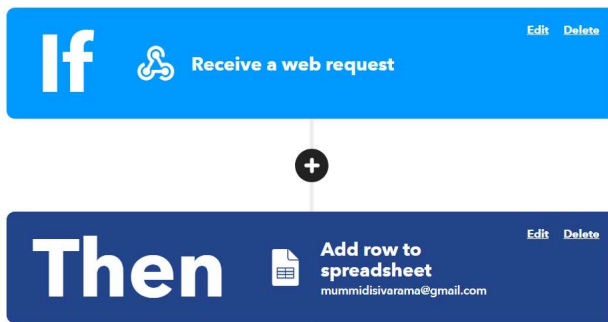 Edit Delete
If Receive a web request
+
Edit Delete
Then Add row to
spreadsheet
mummidisivarama@gmail.com